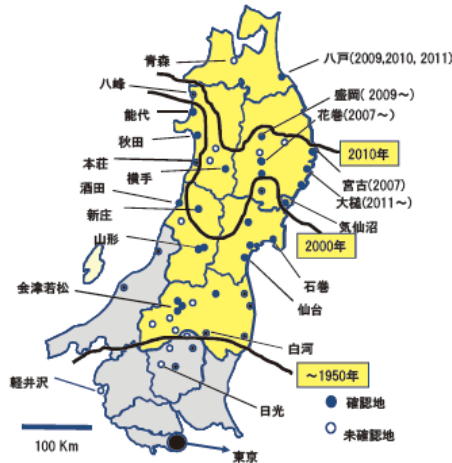 青森
八戸(2009,2010, 2011)
八峰
盛岡( 2009～)
能代
花巻(2007～)
秋田
2010年
本荘
横手
宮古(2007)
酒田
大槌(2011～)
新庄
気仙沼
2000年
山形
石巻
会津若松
仙台
白河
～1950年
軽井沢
日光
確認地
未確認地
100 Km
東京